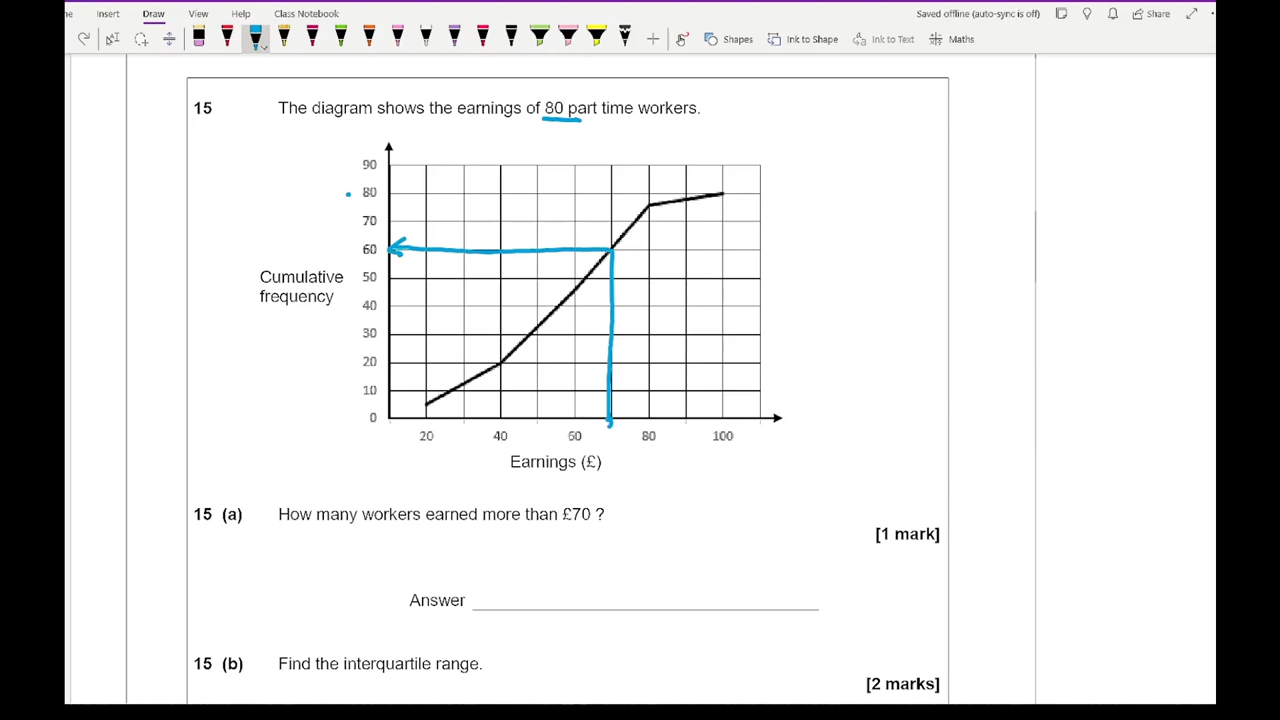 ne Insert Draw View Help Class Notebook Saved offline (auto-sync is off) Share
Shapes Ink to Shape Ink to Text Maths
15 The diagram shows the earnings of 80 part time workers.
90
80
70
60
50
Cumulative
frequency
40
30
20
10
0
20 40 60 80 100
Earnings (£)
15 (a) How many workers earned more than £70 ?
[1 mark]
Answer
15 (b) Find the interquartile range.
[2 marks]